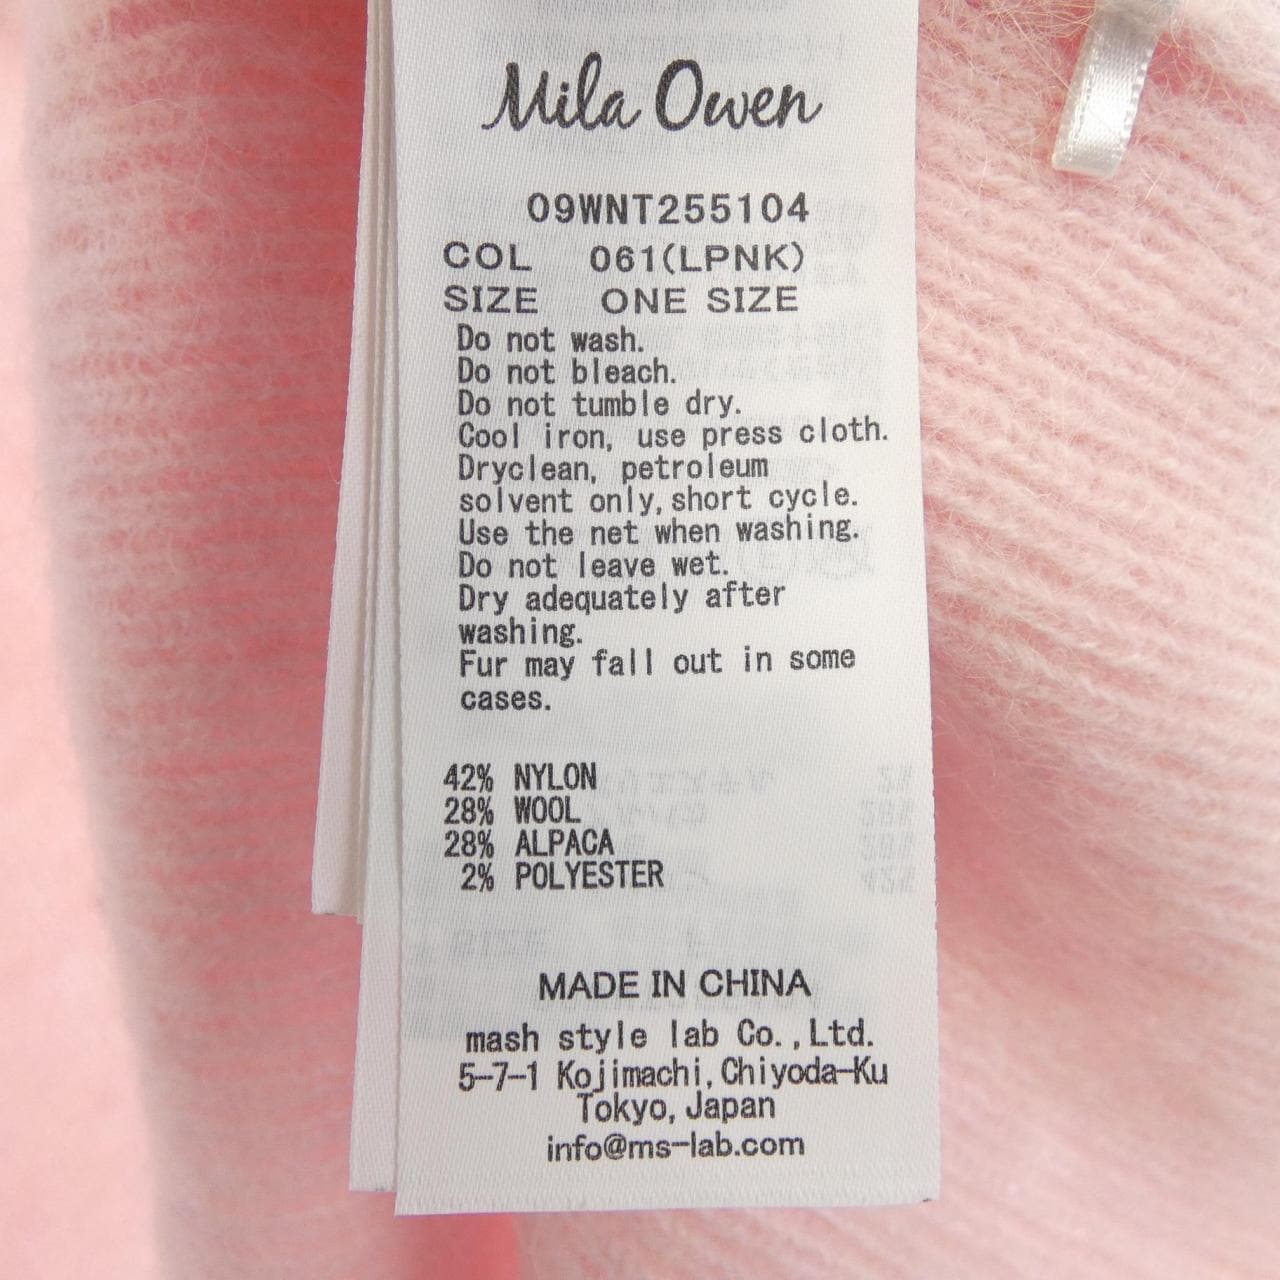 Mila Owen
09WNT255104
COL 061(LPNK)
SIZE ONE SIZE
Do not wash.
Do not bleach.
Do not tumble dry.
Cool iron, use press cloth.
Dryclean, petroleum
solvent only,short cycle.
Use the net when washing.
Do not leave wet.
Dry adequately after
washing.
Fur may fall out in some
cases.
42% NYLON
28% WOOL
28% ALPACA
2% POLYESTER
MADE IN CHINA
mash style lab Co.,Ltd.
5-7-1 Kojimachi,Chiyoda-Ku
Tokyo,Japan
info@ms-lab.com